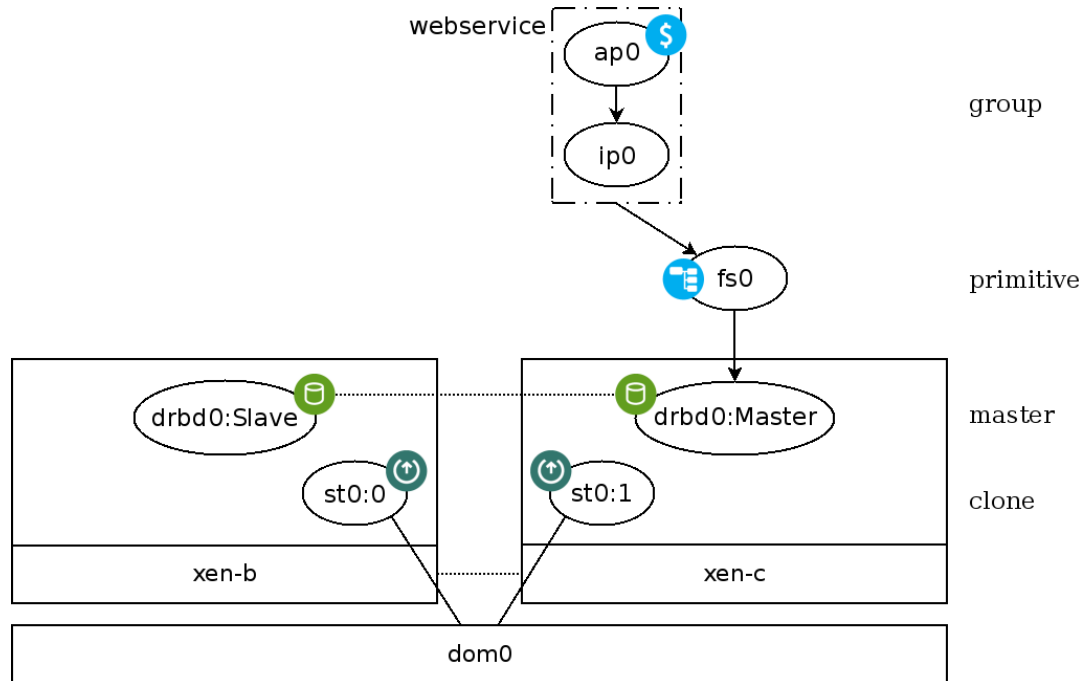 webservice
ap0
$
group
ip0
fs0
primitive
drbd0:Slave
drbd0:Master
master
st0:0
st0:1
clone
xen-b
xen-c
dom0